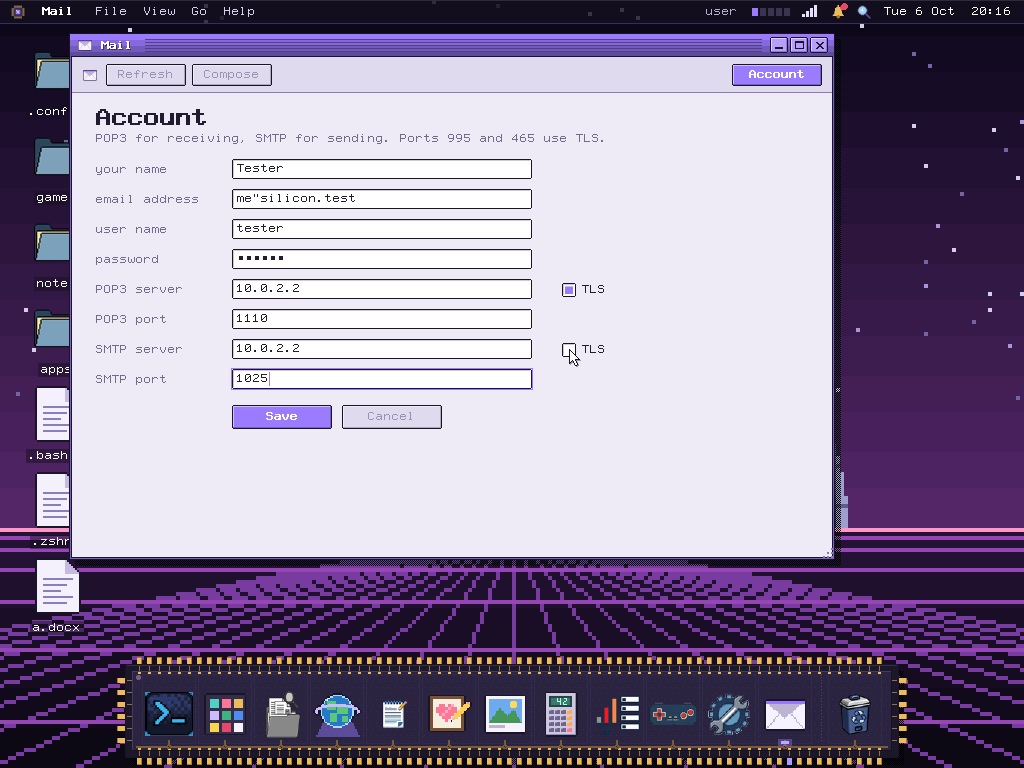 Mail File Edit View Go Help user Tue 6 Oct 20:16
Mail
Refresh Compose Account
Account
POP3 for receiving, SMTP for sending. Ports 995 and 465 use TLS.
your name Tester
email address me"silicon.test
user name tester
password ••••••
POP3 server 10.0.2.2 TLS
POP3 port 1110
SMTP server 10.0.2.2 TLS
SMTP port 1025
Save Cancel
.conf
game
note
apps
.bash
.zshr
a.docx
42